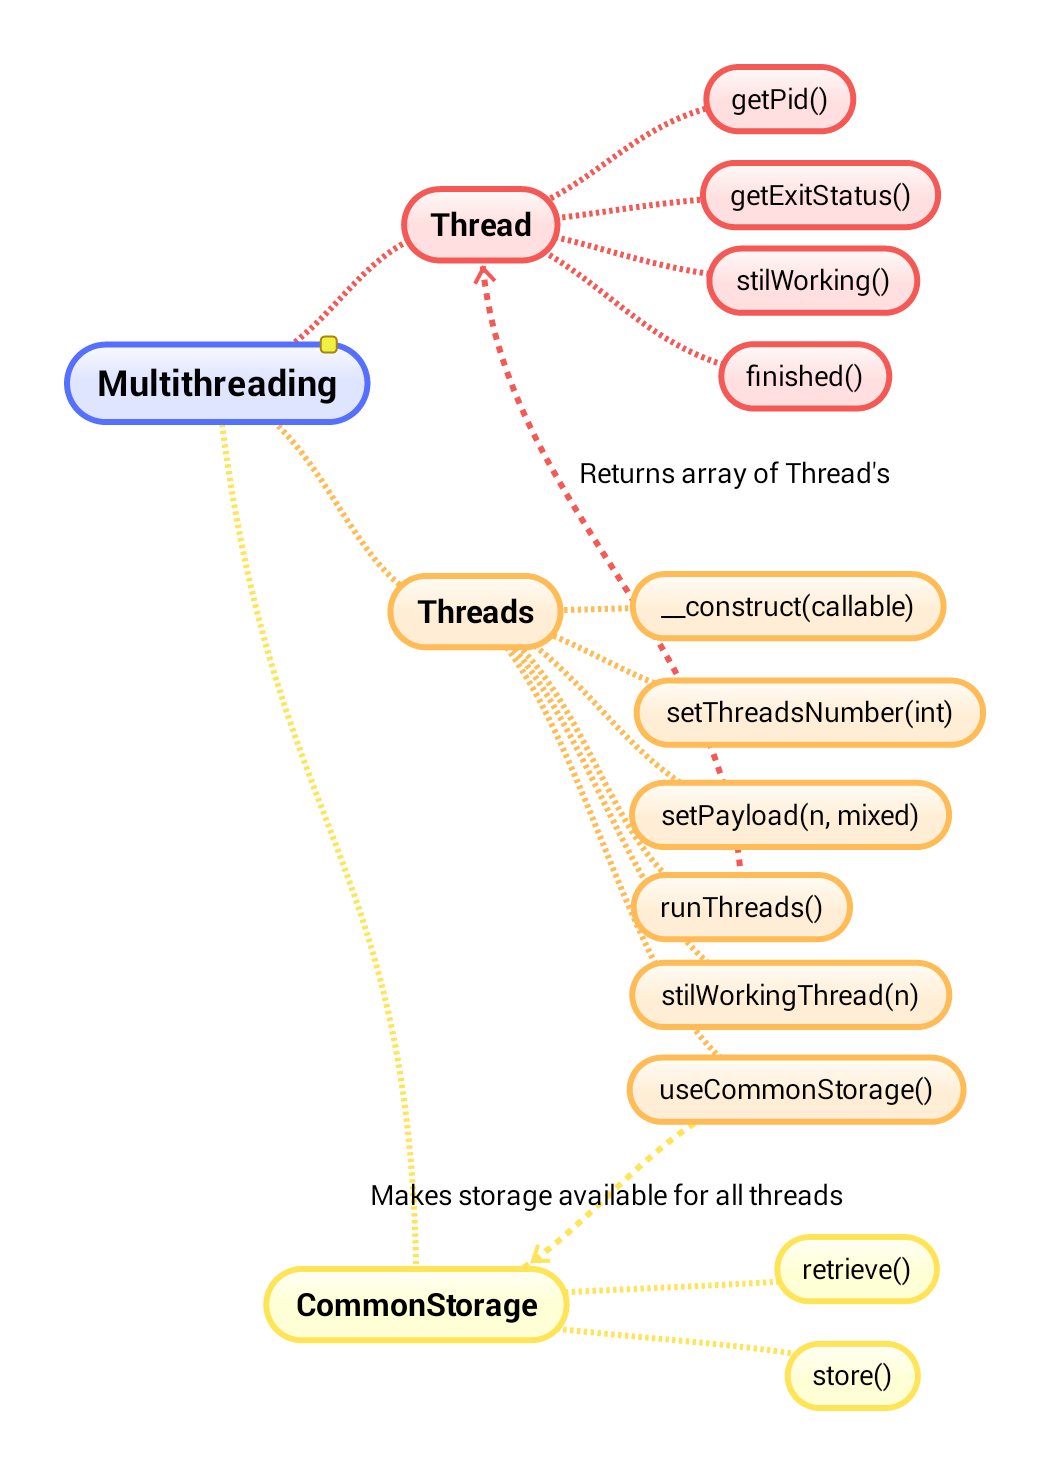 getPid()
getExitStatus()
Thread
stilWorking()
finished()
Multithreading
Returns array of Thread's
Threads
__construct(callable)
setThreadsNumber(int)
setPayload(n, mixed)
runThreads()
stilWorkingThread(n)
useCommonStorage()
Makes storage available for all threads
retrieve()
CommonStorage
store()